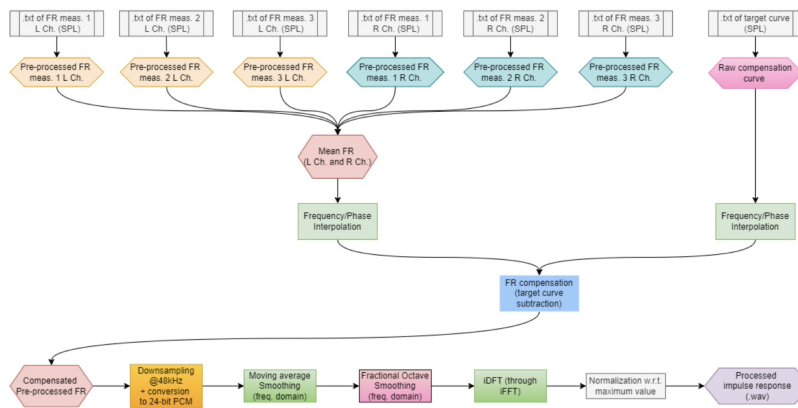 .txt of FR meas. 1
L Ch. (SPL)
.txt of FR meas. 2
L Ch. (SPL)
.txt of FR meas. 3
L Ch. (SPL)
.txt of FR meas. 1
R Ch. (SPL)
.txt of FR meas. 2
R Ch. (SPL)
.txt of FR meas. 3
R Ch. (SPL)
.txt of target curve
(SPL)
Pre-processed FR
meas. 1 L Ch.
Pre-processed FR
meas. 2 L Ch.
Pre-processed FR
meas. 3 L Ch.
Pre-processed FR
meas. 1 R Ch.
Pre-processed FR
meas. 2 R Ch.
Pre-processed FR
meas. 3 R Ch.
Raw compensation
curve
Mean FR
(L Ch. and R Ch.)
Frequency/Phase
Interpolation
Frequency/Phase
Interpolation
FR compensation
(target curve
subtraction)
Compensated
Pre-processed FR
Downsampling
@48kHz
+ conversion
to 24-bit PCM
Moving average
Smoothing
(freq. domain)
Fractional Octave
Smoothing
(freq. domain)
iDFT (through
iFFT)
Normalization w.r.t.
maximum value
Processed
impulse response
(.wav)